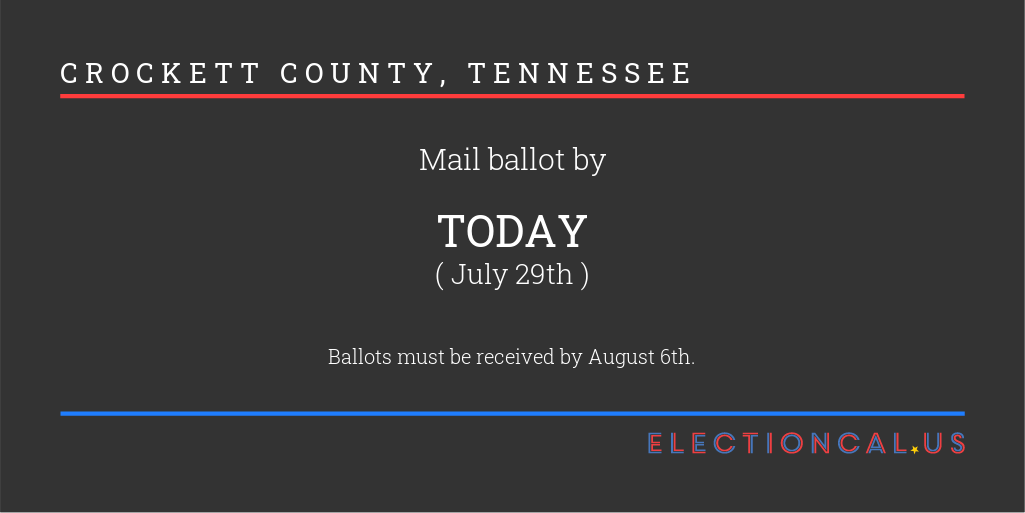 CROCKETT COUNTY, TENNESSEE
Mail ballot by
TODAY
( July 29th )
Ballots must be received by August 6th.
ELECTIONCAL.US